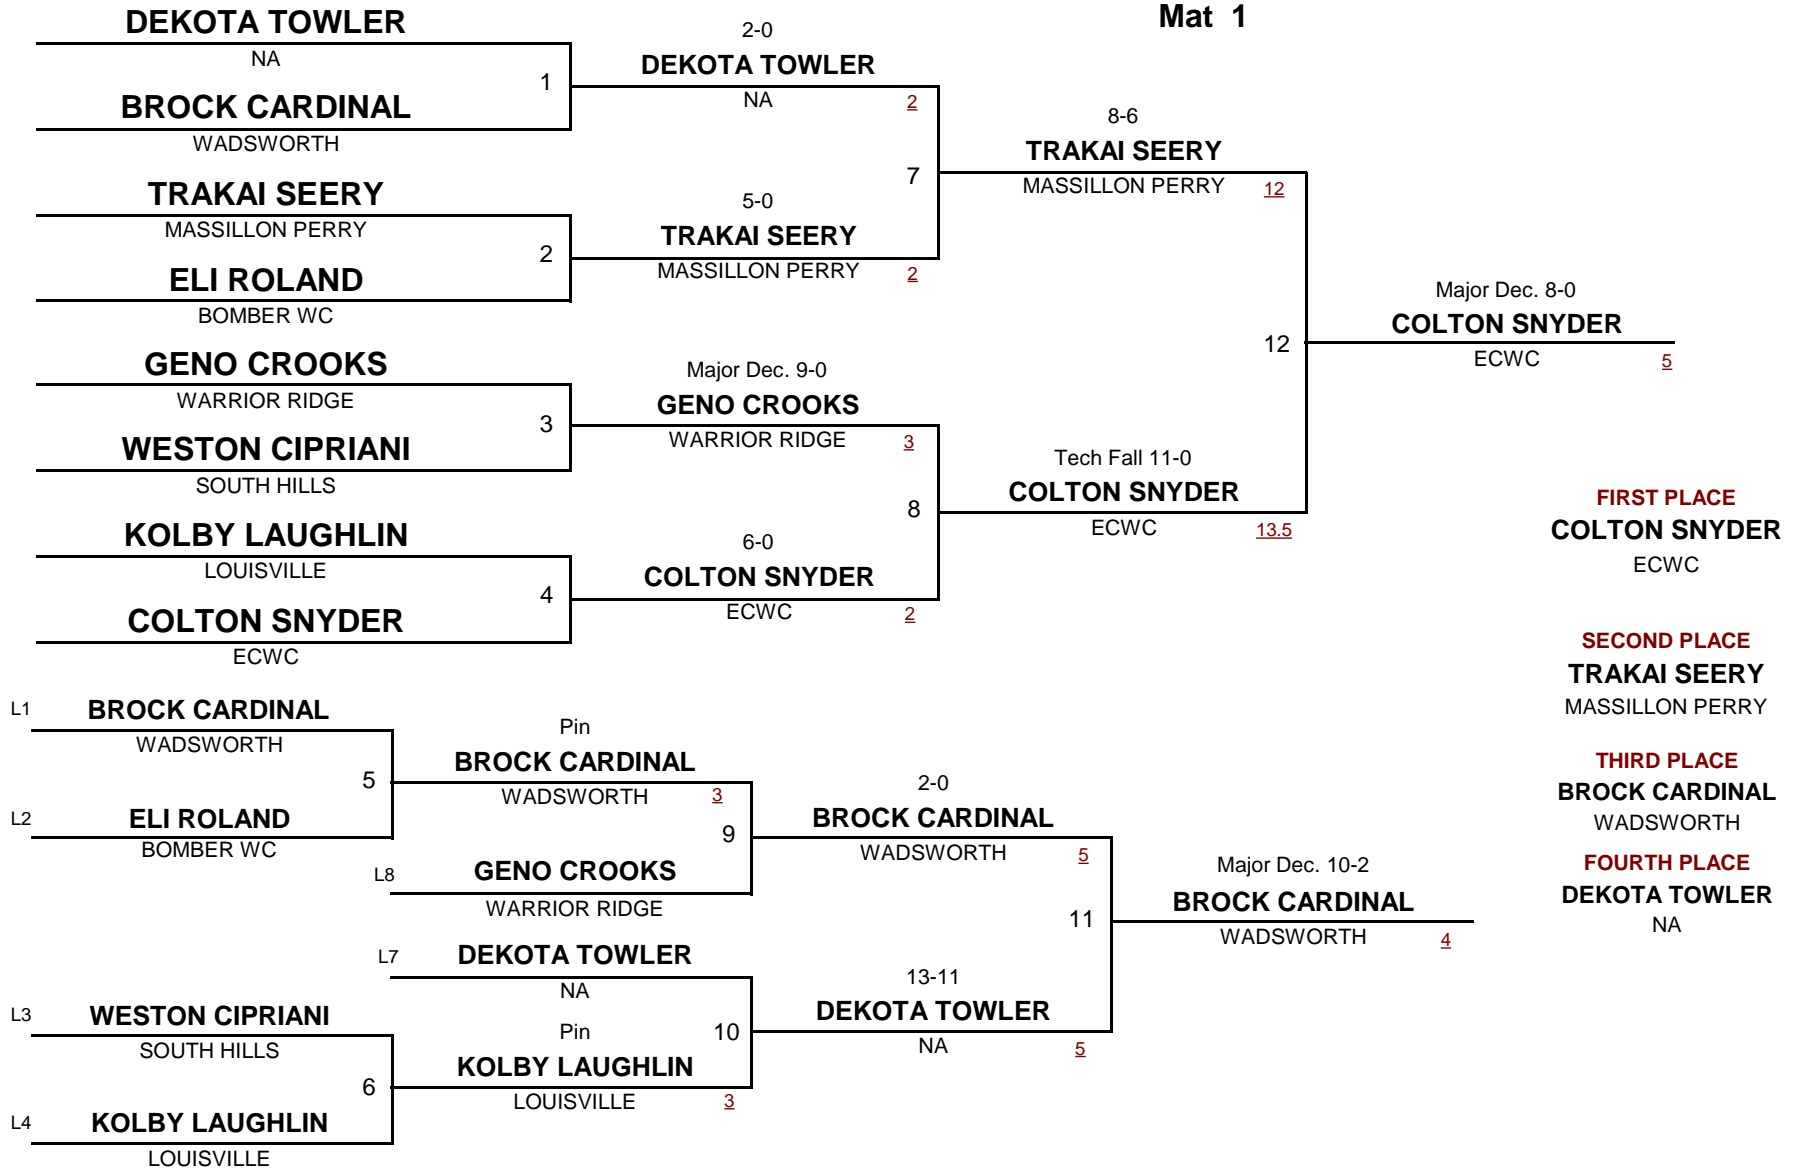 Mat 1
DEKOTA TOWLER
NA
1
BROCK CARDINAL
WADSWORTH
TRAKAI SEERY
MASSILLON PERRY
2
ELI ROLAND
BOMBER WC
GENO CROOKS
WARRIOR RIDGE
3
WESTON CIPRIANI
SOUTH HILLS
KOLBY LAUGHLIN
LOUISVILLE
4
COLTON SNYDER
ECWC
2-0
DEKOTA TOWLER
NA 2
7
5-0
TRAKAI SEERY
MASSILLON PERRY 2
Major Dec. 9-0
GENO CROOKS
WARRIOR RIDGE 3
8
6-0
COLTON SNYDER
ECWC 2
8-6
TRAKAI SEERY
MASSILLON PERRY 12
12
Tech Fall 11-0
COLTON SNYDER
ECWC 13.5
Major Dec. 8-0
COLTON SNYDER
ECWC 5
FIRST PLACE
COLTON SNYDER
ECWC
SECOND PLACE
TRAKAI SEERY
MASSILLON PERRY
THIRD PLACE
BROCK CARDINAL
WADSWORTH
FOURTH PLACE
DEKOTA TOWLER
NA
L1 BROCK CARDINAL
WADSWORTH
5
L2 ELI ROLAND
BOMBER WC
L3 WESTON CIPRIANI
SOUTH HILLS
6
L4 KOLBY LAUGHLIN
LOUISVILLE
Pin
BROCK CARDINAL
WADSWORTH 3
9
L8 GENO CROOKS
WARRIOR RIDGE
L7 DEKOTA TOWLER
NA
Pin 10
KOLBY LAUGHLIN
LOUISVILLE 3
2-0
BROCK CARDINAL
WADSWORTH 5
11
13-11
DEKOTA TOWLER
NA 5
Major Dec. 10-2
BROCK CARDINAL
WADSWORTH 4